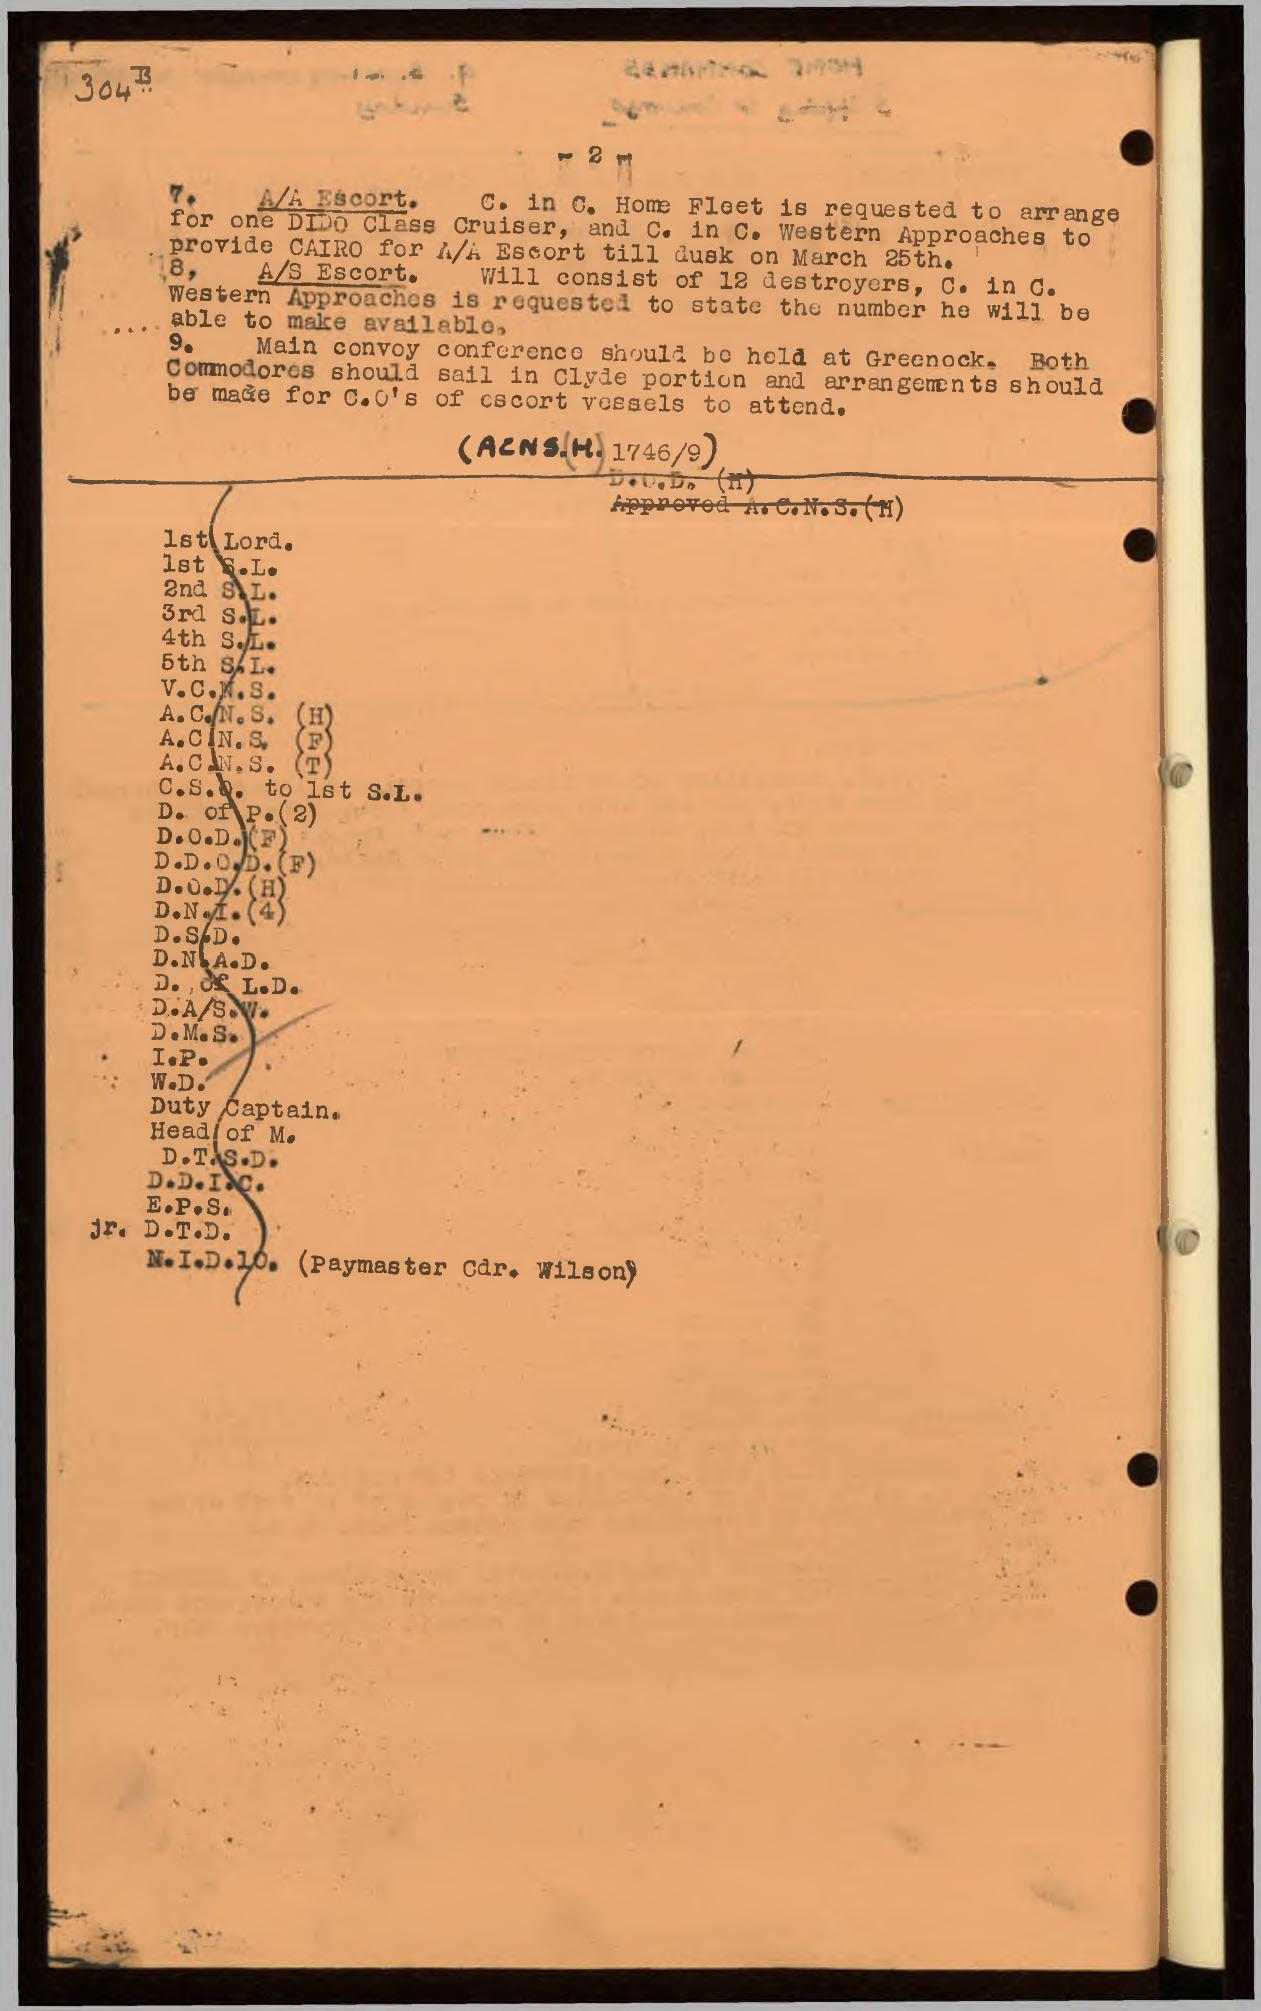 304B
- 2 -
7. A/A Escort. C. in C. Home Fleet is requested to arrange
for one DIDO Class Cruiser, and C. in C. Western Approaches to
provide CAIRO for A/A Escort till dusk on March 25th.
8, A/S Escort. Will consist of 12 destroyers, C. in C.
Western Approaches is requested to state the number he will be
able to make available.
9. Main convoy conference should be held at Greenock. Both
Commodores should sail in Clyde portion and arrangements should
be made for C.O's of escort vessels to attend.
(ACNS.H. 1746/9)
D.O.D. (H)
Approved A.C.N.S.(H)
1st Lord.
1st S.L.
2nd S.L.
3rd S.L.
4th S.L.
5th S.L.
V.C.N.S.
A.C.N.S. (H)
A.C.N.S. (F)
A.C.N.S. (T)
C.S.O. to 1st S.L.
D. of P.(2)
D.O.D.(F)
D.D.O.D.(F)
D.O.D.(H)
D.N.I.(4)
D.S.D.
D.N.A.D.
D. of L.D.
D.A/S.W.
D.M.S.
I.P.
W.D.
Duty Captain.
Head of M.
D.T.S.D.
D.D.I.C.
E.P.S.
jr. D.T.D.
N.I.D.10. (Paymaster Cdr. Wilson)